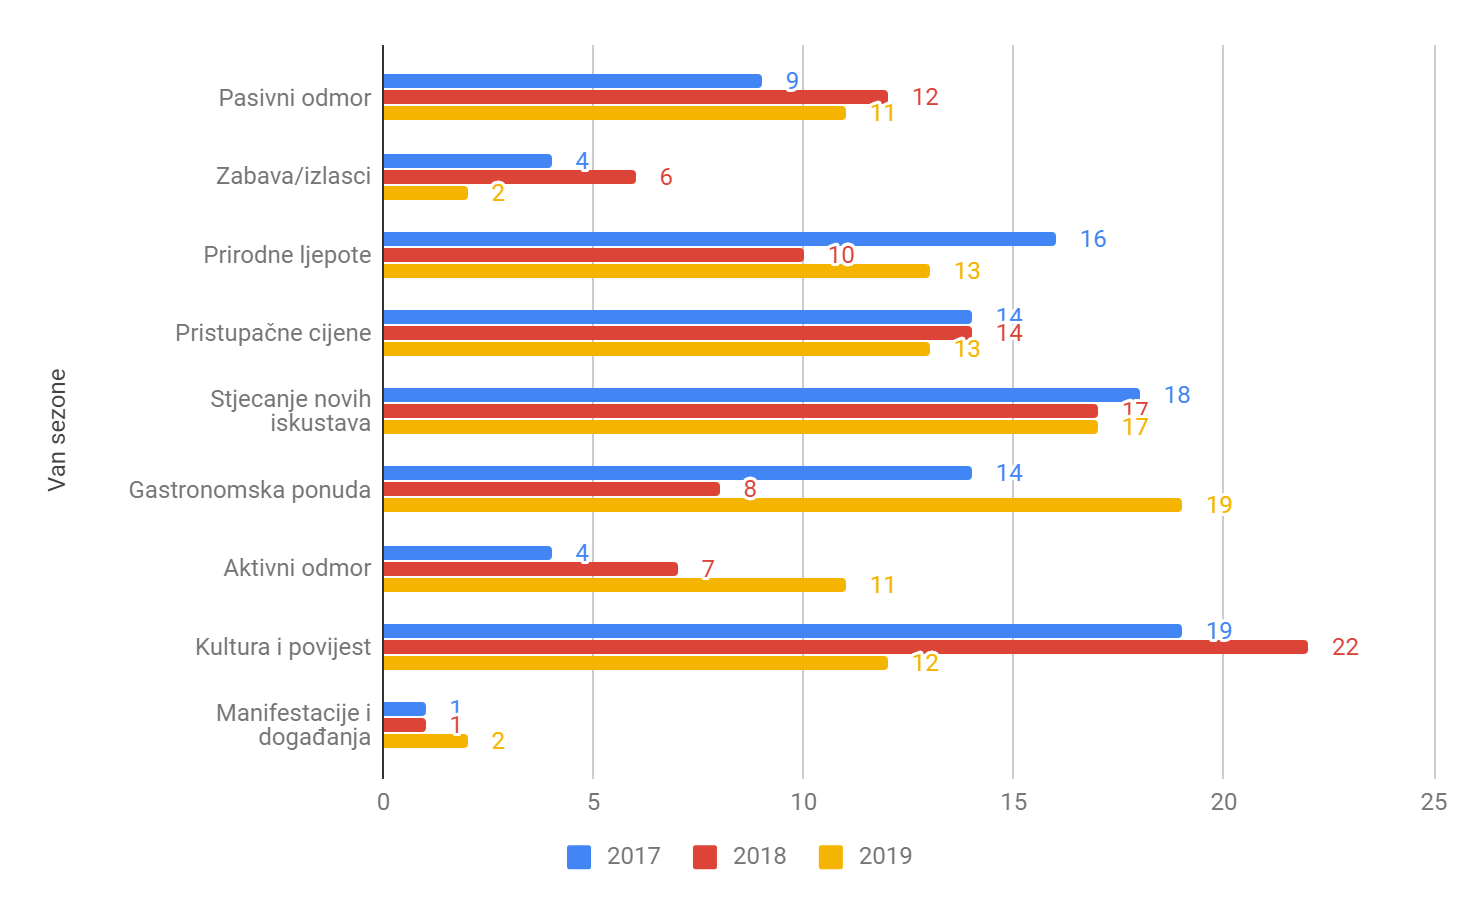 Van sezone
Pasivni odmor
9
12
11
Zabava/izlasci
4
6
2
Prirodne ljepote
16
10
13
Pristupačne cijene
14
14
13
Stjecanje novih
iskustava
18
17
17
Gastronomska ponuda
14
8
19
Aktivni odmor
4
7
11
Kultura i povijest
19
22
12
Manifestacije i
događanja
1
1
2
0 5 10 15 20 25
2017 2018 2019